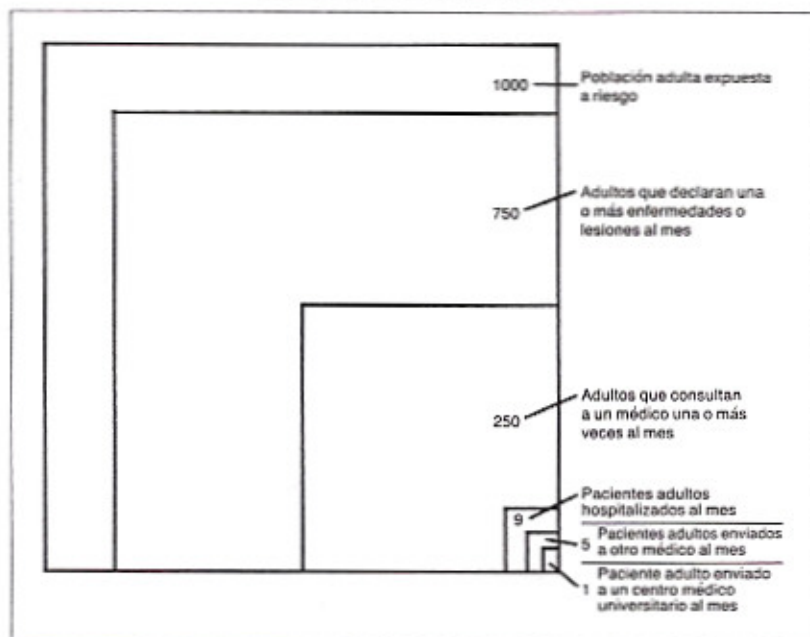 1000 Población adulta expuesta
a riesgo
Adultos que declaran una
750 o más enfermedades o
lesiones al mes
Adultos que consultan
250 a un médico una o más
veces al mes
Pacientes adultos
9 hospitalizados al mes
5 Pacientes adultos enviados
a otro médico al mes
Paciente adulto enviado
1 a un centro médico
universitario al mes